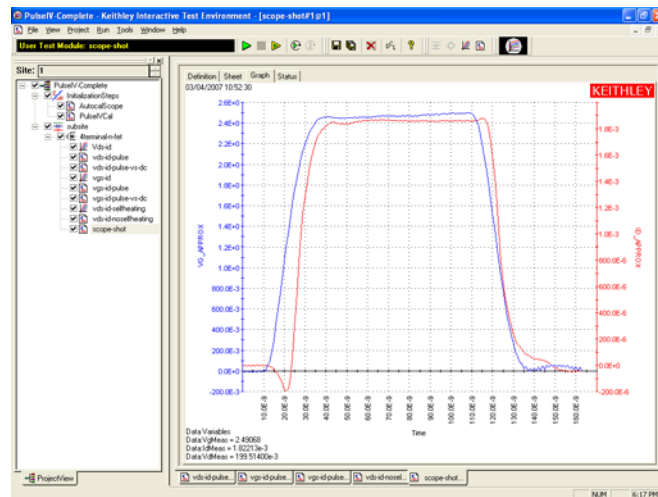 PulseIV-Complete - Keithley Interactive Test Environment - [scope-shot#1@1]
File View Project Run Tools Window Help
User Test Module: scope-shot
Site: 1
PulseIV-Complete
InitializationSteps
AutocalScope
PulseIVCal
subsite
4terminal-n-fet
Vds-id
vds-id-pulse
vds-id-pulse-vs-dc
vgs-id
vgs-id-pulse
vgs-id-pulse-vs-dc
vds-id-selfheating
vds-id-noselfheating
scope-shot
ProjectView
Definition Sheet Graph Status
03/04/2007 10:52:30
KEITHLEY
2.6E+0
2.4E+0
2.2E+0
2.0E+0
1.8E+0
1.6E+0
1.4E+0
1.2E+0
1.0E+0
800.0E-3
600.0E-3
400.0E-3
200.0E-3
0.0E+0
-200.0E-3
VG_APPROX
1.8E-3
1.6E-3
1.4E-3
1.2E-3
1.0E-3
800.0E-6
600.0E-6
400.0E-6
200.0E-6
0.0E+0
-200.0E-6
ID_APPROX
10.0E-9
20.0E-9
30.0E-9
40.0E-9
50.0E-9
60.0E-9
70.0E-9
80.0E-9
90.0E-9
100.0E-9
110.0E-9
120.0E-9
130.0E-9
140.0E-9
150.0E-9
160.0E-9
Time
Data Variables
Data:VgMeas = 2.49068
Data:IdMeas = 1.82213e-3
Data:VdMeas = 199.51400e-3
vds-id-pulse... vgs-id-pulse... vgs-id-pulse... vds-id-nosel... scope-shot...
NUM 6:17 PM